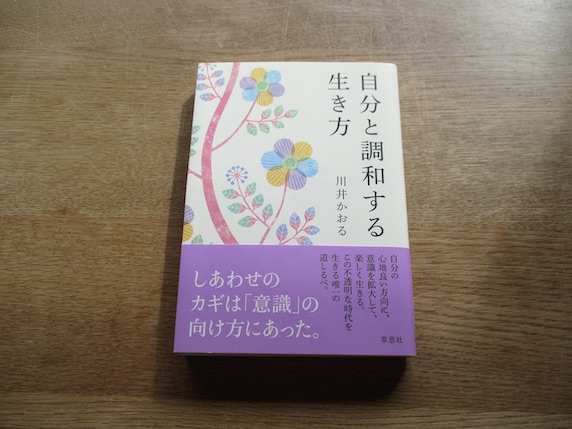 自分と調和する
生き方
川井かおる
しあわせの
カギは「意識」の
向け方にあった。
自分の
心地良い方向に、
意識を拡大して、
楽しく生きる。
この不透明な時代を
生きる唯一の
道しるべ。
草思社